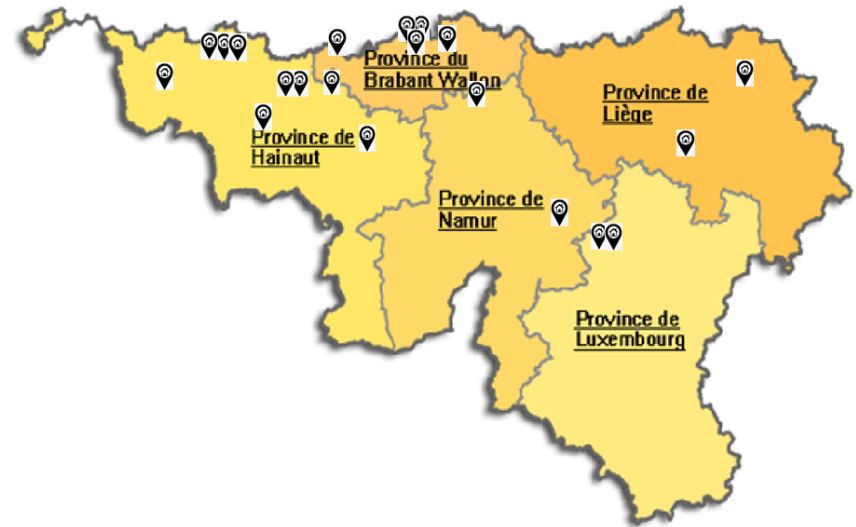 Province du
Brabant Wallon
Province de
Liège
Province de
Hainaut
Province de
Namur
Province de
Luxembourg